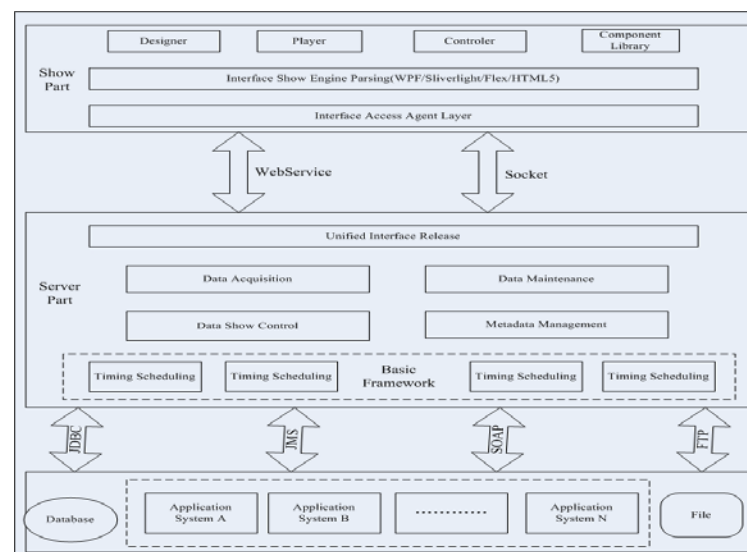 Designer
Player
Controler
Component
Library
Show
Part
Interface Show Engine Parsing(WPF/Sliverlight/Flex/HTML5)
Interface Access Agent Layer
WebService
Socket
Unified Interface Release
Server
Part
Data Acquisition
Data Maintenance
Data Show Control
Metadata Management
Timing Scheduling
Timing Scheduling
Basic
Framework
Timing Scheduling
Timing Scheduling
JDBC
JMS
SOAP
FTP
Database
Application
System A
Application
System B
............
Application
System N
File